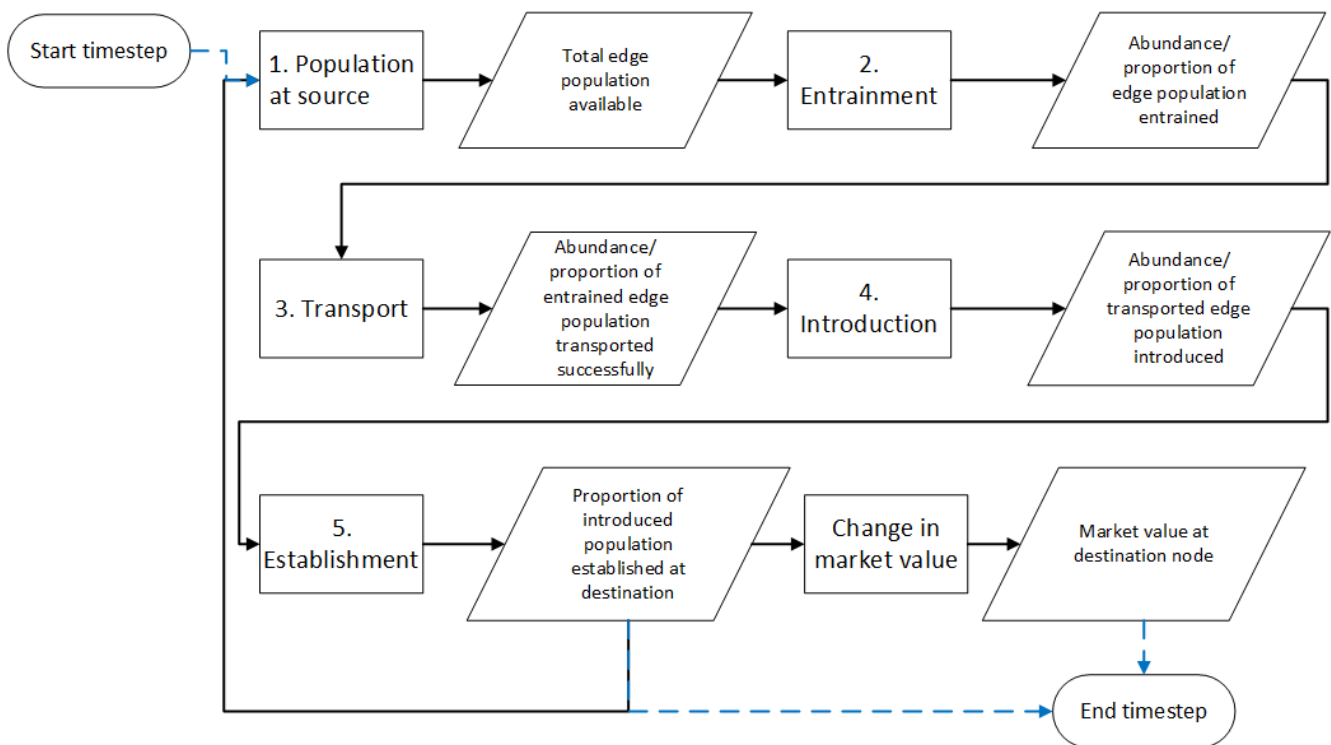 Start timestep
1. Population
at source
Total edge
population
available
2.
Entrainment
Abundance/
proportion of
edge population
entrained
3. Transport
Abundance/
proportion of
entrained edge
population
transported
successfully
4.
Introduction
Abundance/
proportion of
transported edge
population
introduced
5.
Establishment
Proportion of
introduced
population
established at
destination
Change in
market value
Market value at
destination node
End timestep